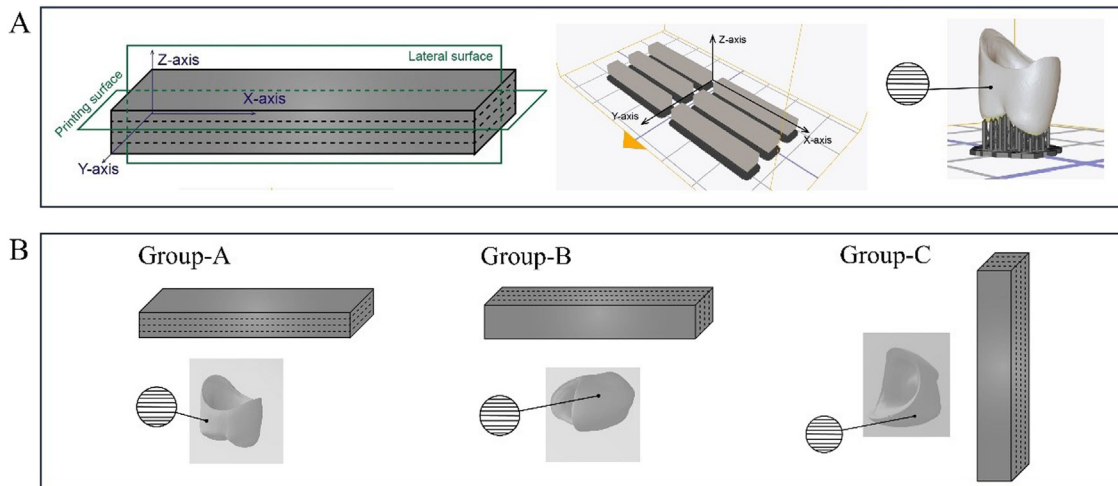 A
Z-axis
Lateral surface
Printing surface
X-axis
Y-axis
Z-axis
Y-axis
X-axis
B
Group-A
Group-B
Group-C